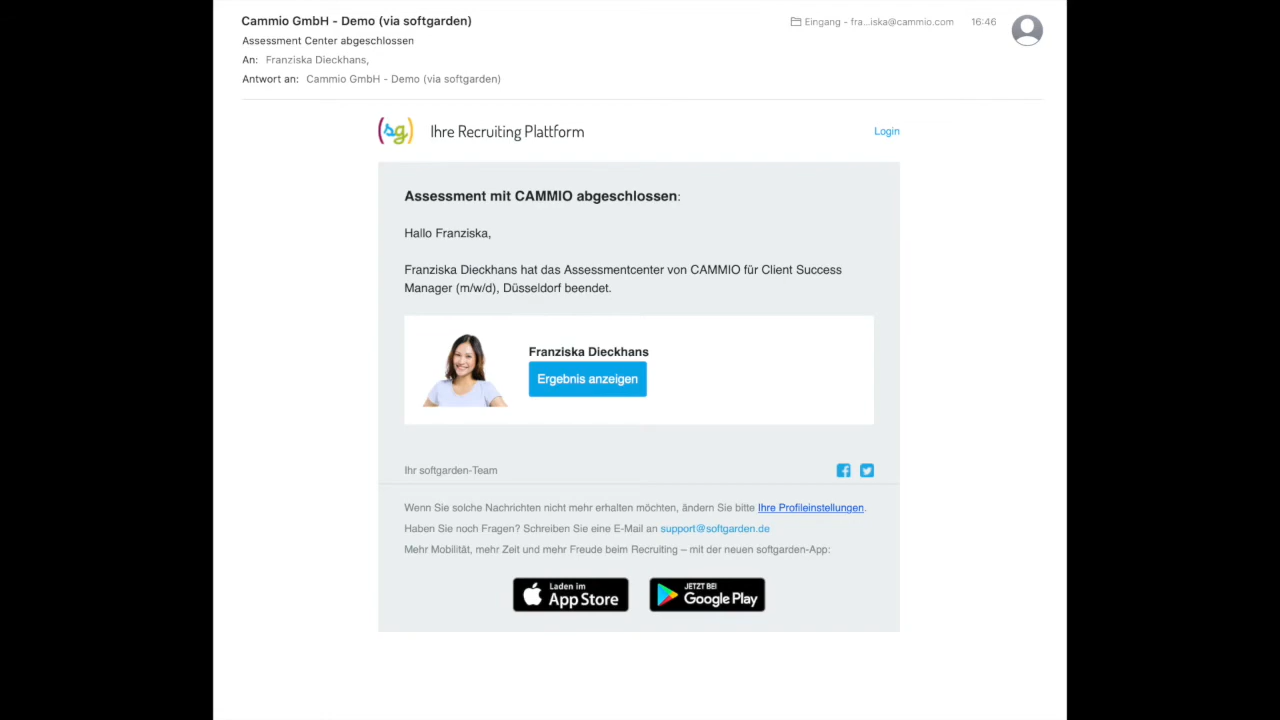 Cammio GmbH - Demo (via softgarden)
Eingang - fra...iska@cammio.com 16:46
Assessment Center abgeschlossen
An: Franziska Dieckhans,
Antwort an: Cammio GmbH - Demo (via softgarden)
(sg) Ihre Recruiting Plattform
Login
Assessment mit CAMMIO abgeschlossen:
Hallo Franziska,
Franziska Dieckhans hat das Assessmentcenter von CAMMIO für Client Success
Manager (m/w/d), Düsseldorf beendet.
Franziska Dieckhans
Ergebnis anzeigen
Ihr softgarden-Team
Wenn Sie solche Nachrichten nicht mehr erhalten möchten, ändern Sie bitte Ihre Profileinstellungen.
Haben Sie noch Fragen? Schreiben Sie eine E-Mail an support@softgarden.de
Mehr Mobilität, mehr Zeit und mehr Freude beim Recruiting – mit der neuen softgarden-App:
Laden im
App Store
JETZT BEI
Google Play